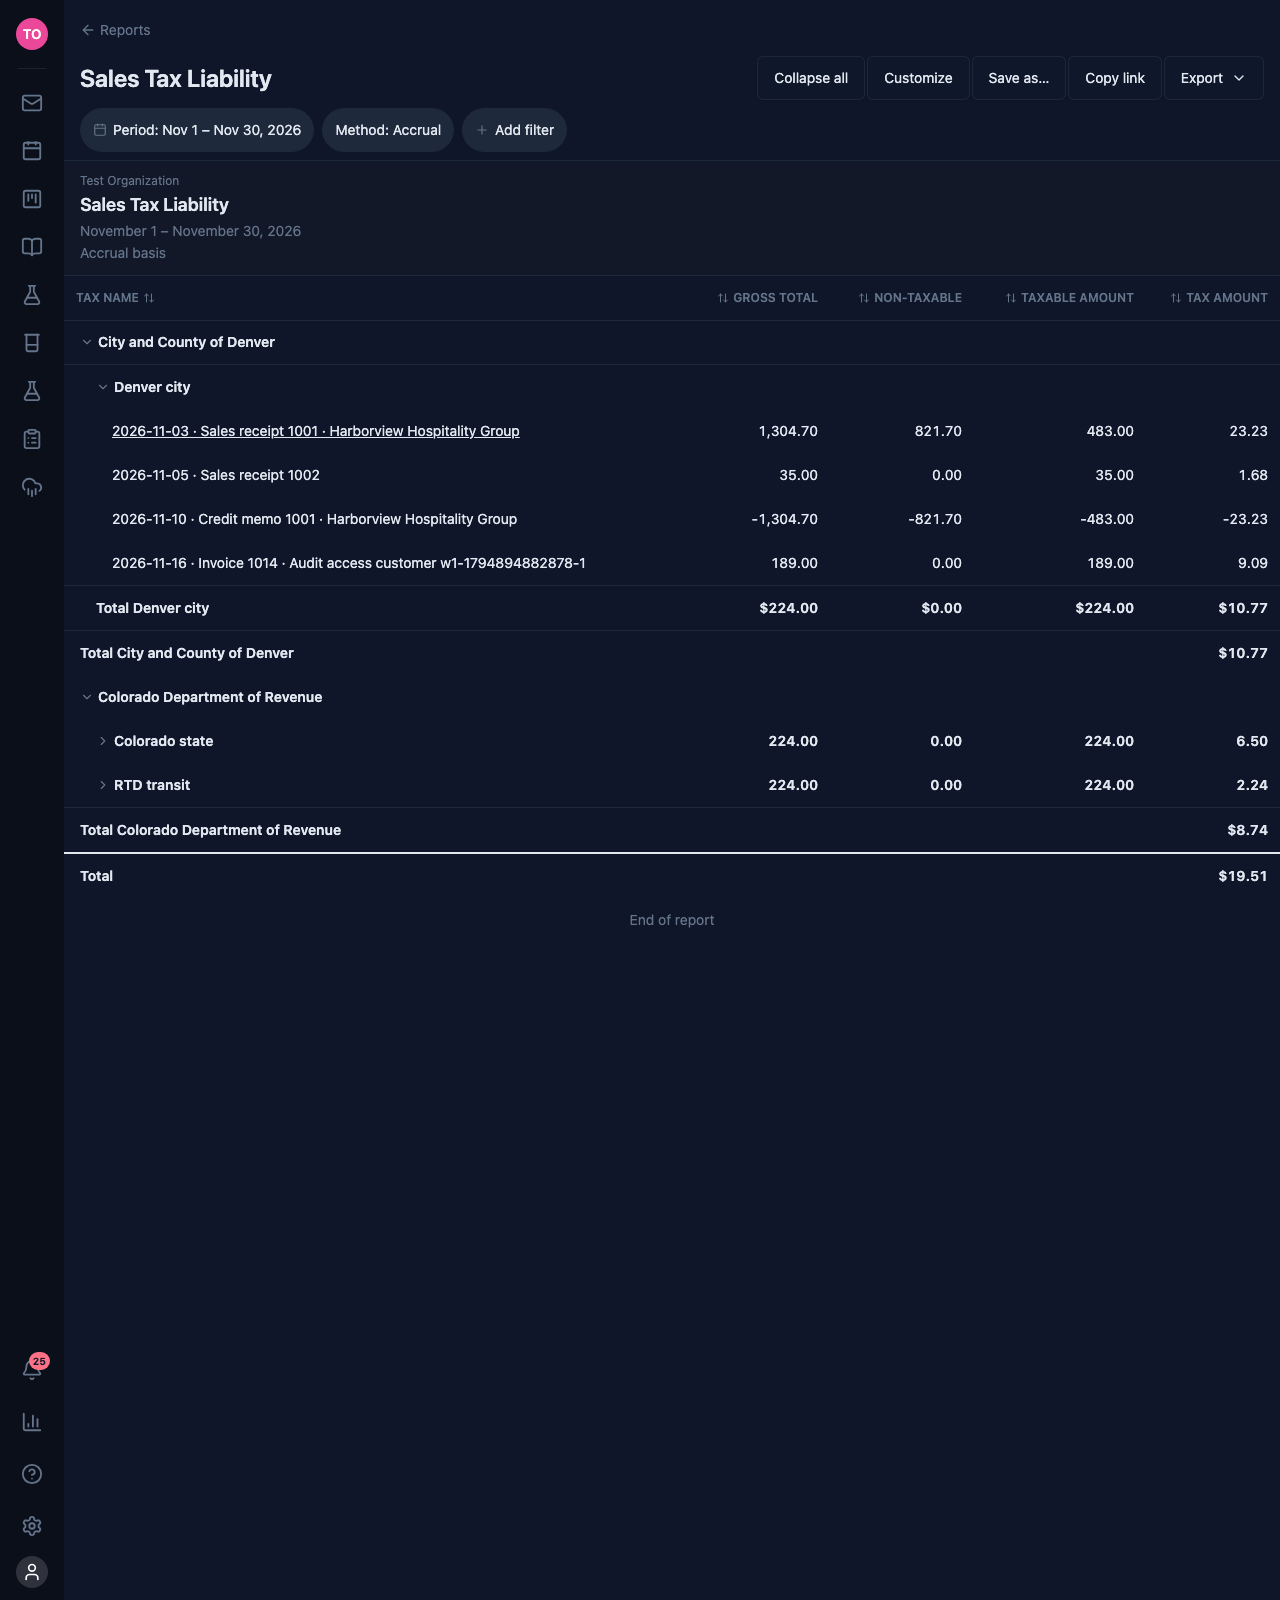 TO
Reports
Sales Tax Liability
Collapse all
Customize
Save as...
Copy link
Export
Period: Nov 1 – Nov 30, 2026
Method: Accrual
Add filter
Test Organization
Sales Tax Liability
November 1 – November 30, 2026
Accrual basis
TAX NAME GROSS TOTAL NON-TAXABLE TAXABLE AMOUNT TAX AMOUNT
City and County of Denver
Denver city
2026-11-03 · Sales receipt 1001 · Harborview Hospitality Group 1,304.70 821.70 483.00 23.23
2026-11-05 · Sales receipt 1002 35.00 0.00 35.00 1.68
2026-11-10 · Credit memo 1001 · Harborview Hospitality Group -1,304.70 -821.70 -483.00 -23.23
2026-11-16 · Invoice 1014 · Audit access customer w1-1794894882878-1 189.00 0.00 189.00 9.09
Total Denver city $224.00 $0.00 $224.00 $10.77
Total City and County of Denver $10.77
Colorado Department of Revenue
Colorado state 224.00 0.00 224.00 6.50
RTD transit 224.00 0.00 224.00 2.24
Total Colorado Department of Revenue $8.74
Total $19.51
End of report
25